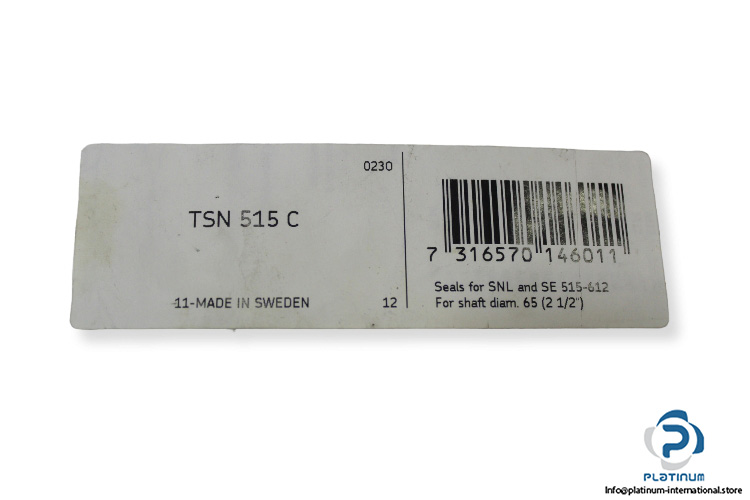 0230
TSN 515 C
11-MADE IN SWEDEN
12
7 316570 146011
Seals for SNL and SE 515-612
For shaft diam. 65 (2 1/2")
PLATINUM
Info@platinum-international.store